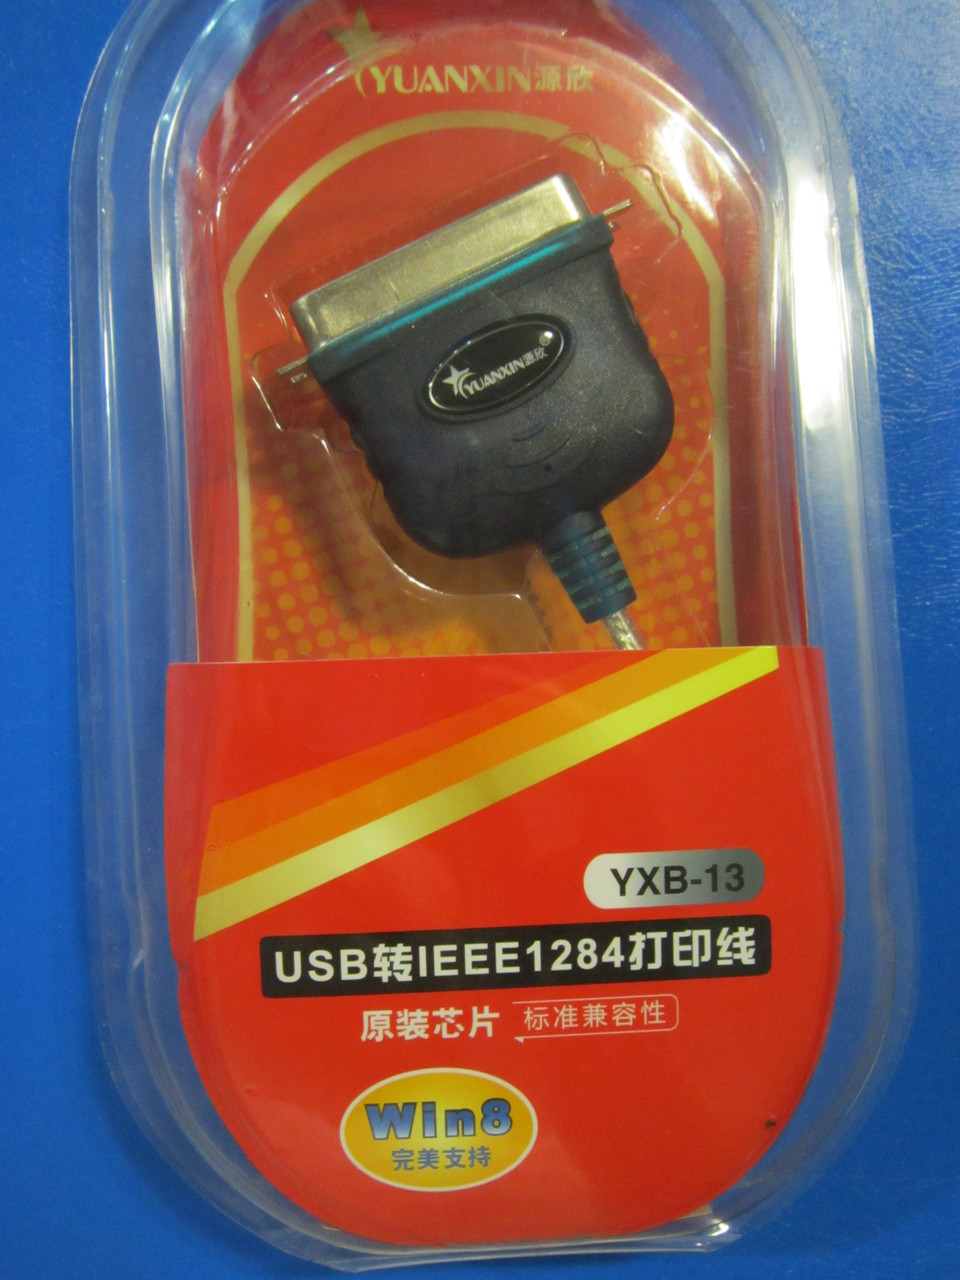 YUANXIN源欣
YUANXIN源欣®
YXB-13
USB转IEEE1284打印线
原装芯片 标准兼容性
Win8
完美支持